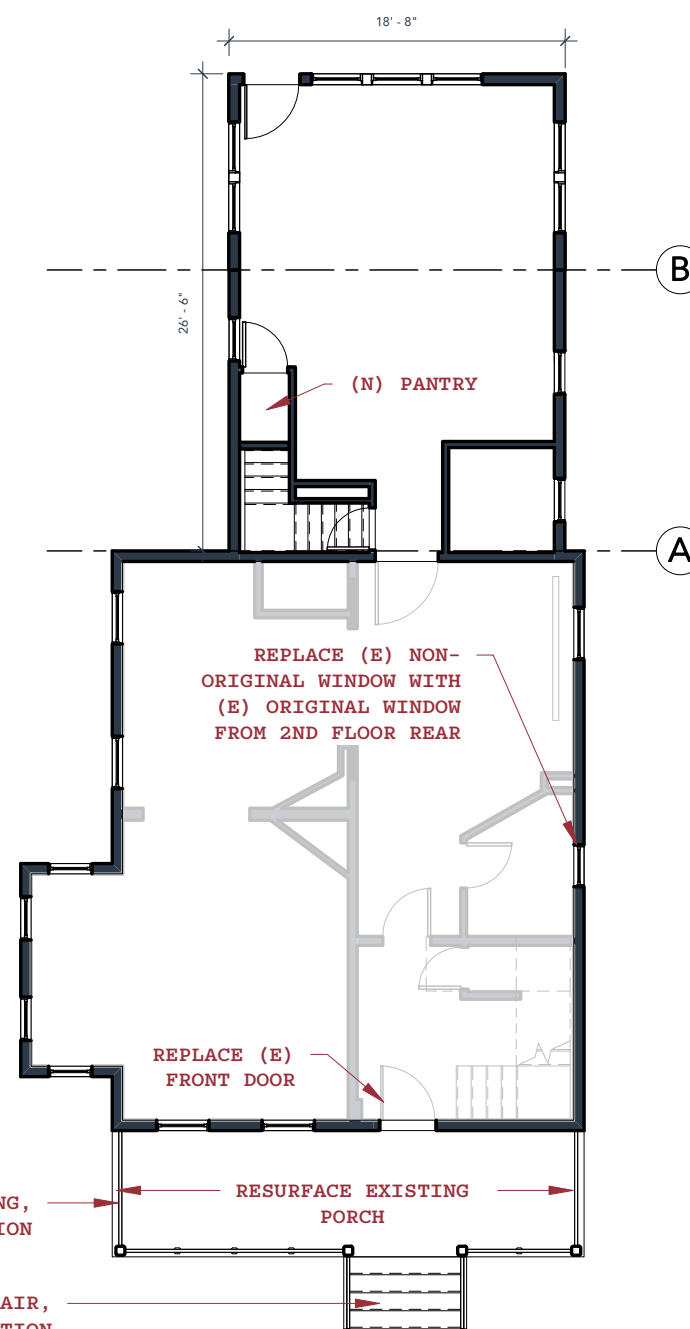 18' - 8"
B
26' - 6"
(N) PANTRY
A
REPLACE (E) NON-
ORIGINAL WINDOW WITH
(E) ORIGINAL WINDOW
FROM 2ND FLOOR REAR
REPLACE (E)
FRONT DOOR
RESURFACE EXISTING
PORCH